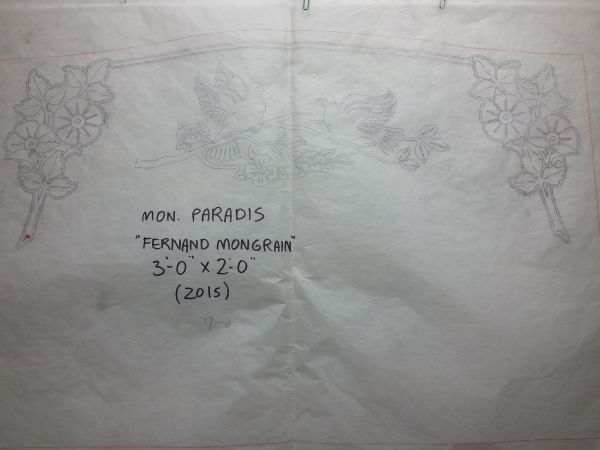 MON. PARADIS
"FERNAND MONGRAIN"
3'-0" x 2'-0"
(2015)